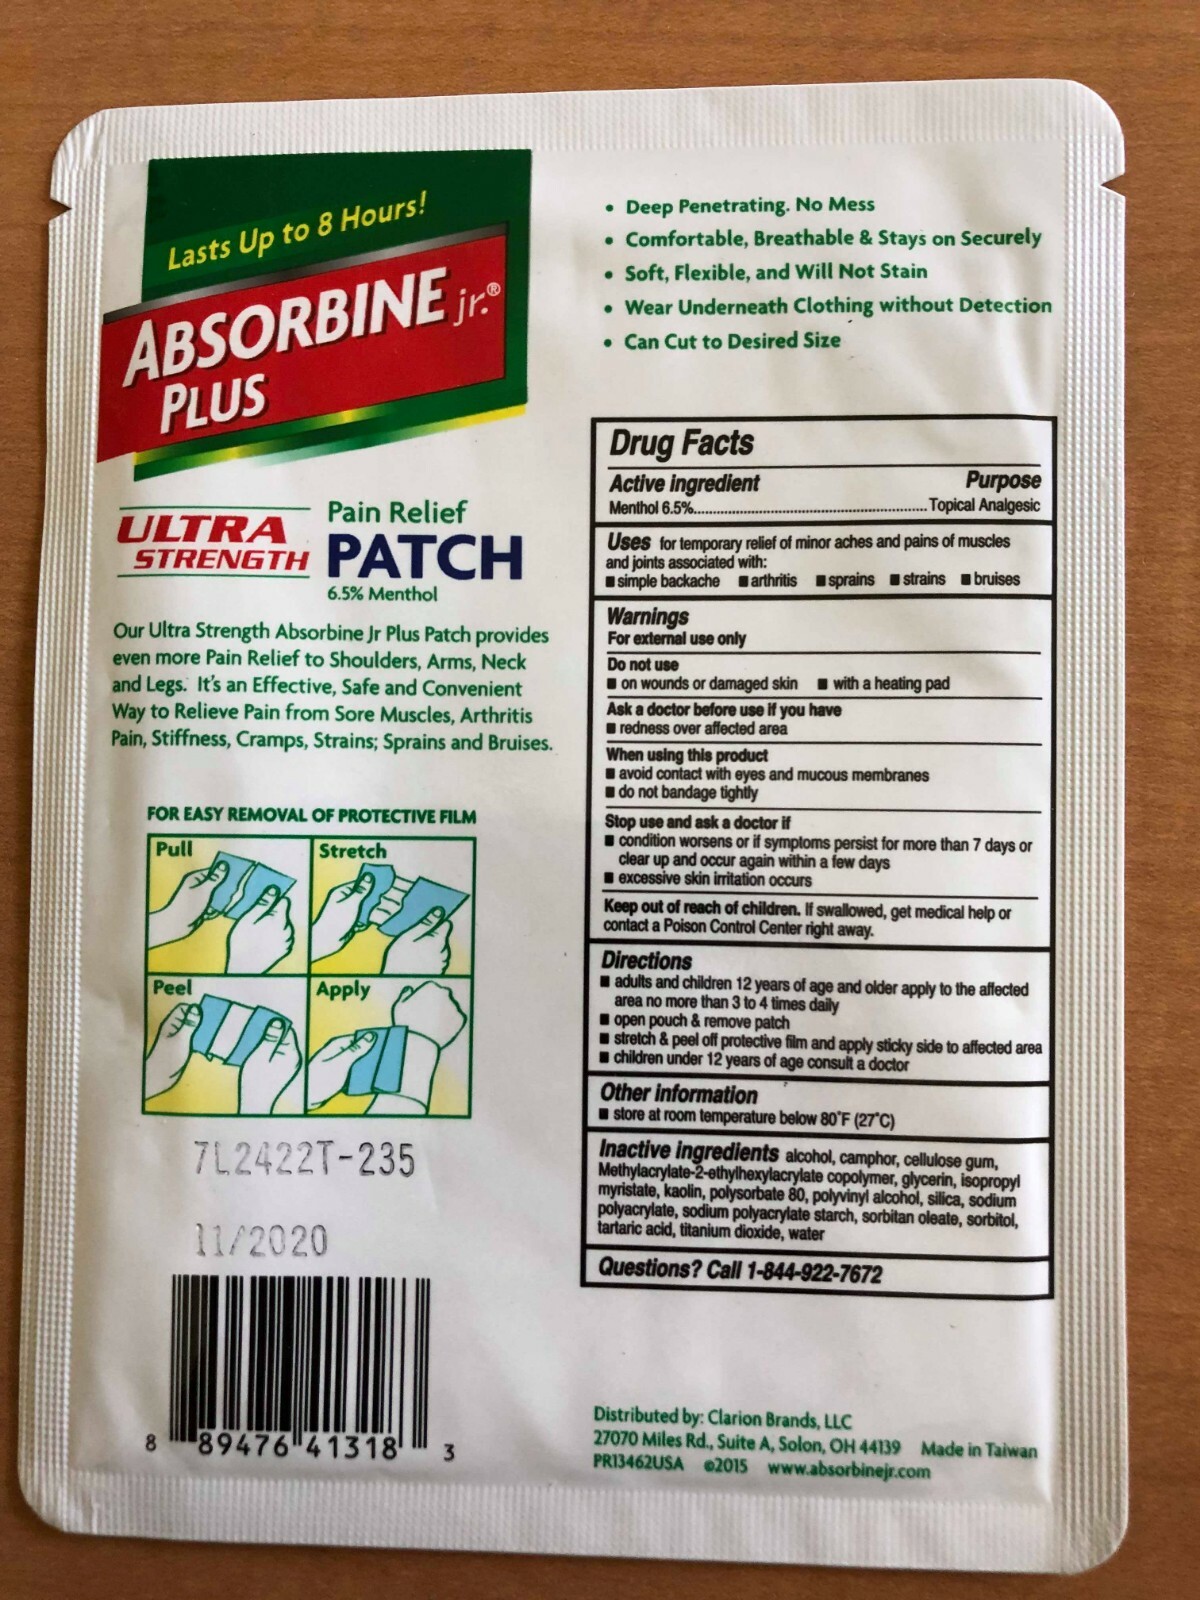 Lasts Up to 8 Hours!
ABSORBINE jr.®
PLUS
ULTRA
STRENGTH
Pain Relief
PATCH
6.5% Menthol
Our Ultra Strength Absorbine Jr Plus Patch provides
even more Pain Relief to Shoulders, Arms, Neck
and Legs. It's an Effective, Safe and Convenient
Way to Relieve Pain from Sore Muscles, Arthritis
Pain, Stiffness, Cramps, Strains; Sprains and Bruises.
FOR EASY REMOVAL OF PROTECTIVE FILM
Pull
Stretch
Peel
Apply
7L2422T-235
11/2020
8 89476 41318 3
• Deep Penetrating. No Mess
• Comfortable, Breathable & Stays on Securely
• Soft, Flexible, and Will Not Stain
• Wear Underneath Clothing without Detection
• Can Cut to Desired Size
Drug Facts
Active ingredient Purpose
Menthol 6.5%............................................................Topical Analgesic
Uses for temporary relief of minor aches and pains of muscles
and joints associated with:
■ simple backache ■ arthritis ■ sprains ■ strains ■ bruises
Warnings
For external use only
Do not use
■ on wounds or damaged skin ■ with a heating pad
Ask a doctor before use if you have
■ redness over affected area
When using this product
■ avoid contact with eyes and mucous membranes
■ do not bandage tightly
Stop use and ask a doctor if
■ condition worsens or if symptoms persist for more than 7 days or
clear up and occur again within a few days
■ excessive skin irritation occurs
Keep out of reach of children. If swallowed, get medical help or
contact a Poison Control Center right away.
Directions
■ adults and children 12 years of age and older apply to the affected
area no more than 3 to 4 times daily
■ open pouch & remove patch
■ stretch & peel off protective film and apply sticky side to affected area
■ children under 12 years of age consult a doctor
Other information
■ store at room temperature below 80°F (27°C)
Inactive ingredients alcohol, camphor, cellulose gum,
Methylacrylate-2-ethylhexylacrylate copolymer, glycerin, isopropyl
myristate, kaolin, polysorbate 80, polyvinyl alcohol, silica, sodium
polyacrylate, sodium polyacrylate starch, sorbitan oleate, sorbitol,
tartaric acid, titanium dioxide, water
Questions? Call 1-844-922-7672
Distributed by: Clarion Brands, LLC
27070 Miles Rd., Suite A, Solon, OH 44139 Made in Taiwan
PR13462USA ©2015 www.absorbinejr.com